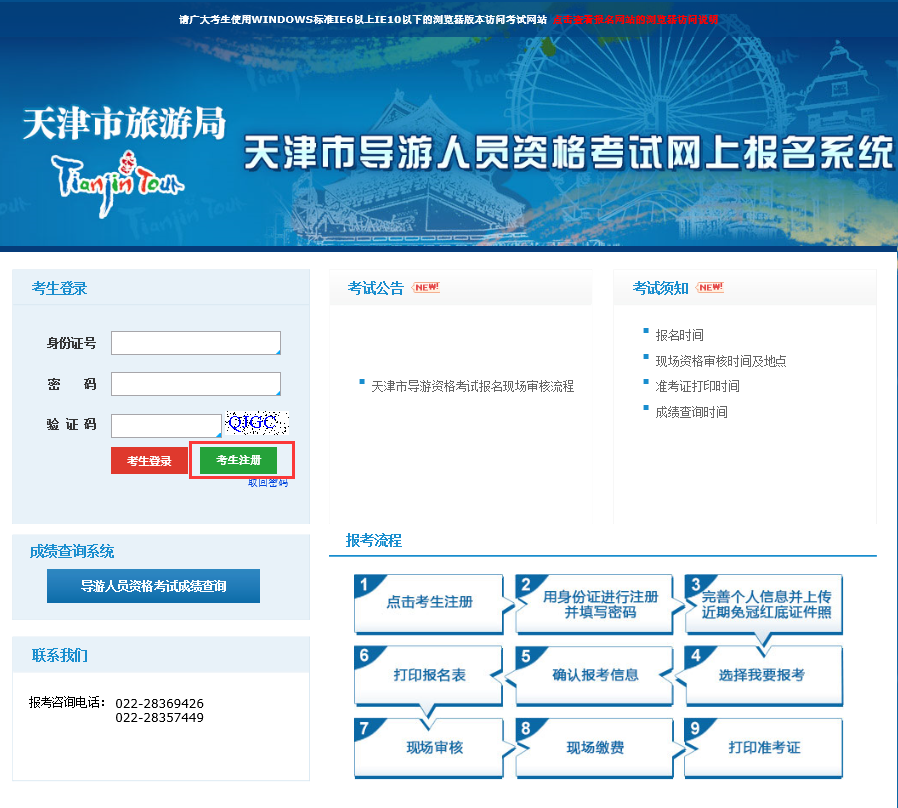 请广大考生使用WINDOWS标准IE6以上IE10以下的浏览器版本访问考试网站
天津市旅游局
Tianjin Tour
天津市导游人员资格考试网上报名系统
考生登录
身份证号
密 码
验 证 码
QJGC
考生登录 考生注册
取回密码
考试公告 NEW!
天津市导游资格考试报名现场审核流程
考试须知 NEW!
报名时间
现场资格审核时间及地点
准考证打印时间
成绩查询时间
成绩查询系统
导游人员资格考试成绩查询
联系我们
报考咨询电话: 022-28369426
022-28357449
报考流程
1 点击考生注册
2 用身份证进行注册
并填写密码
3 完善个人信息并上传
近期免冠红底证件照
4 选择我要报考
5 确认报考信息
6 打印报名表
7 现场审核
8 现场缴费
9 打印准考证